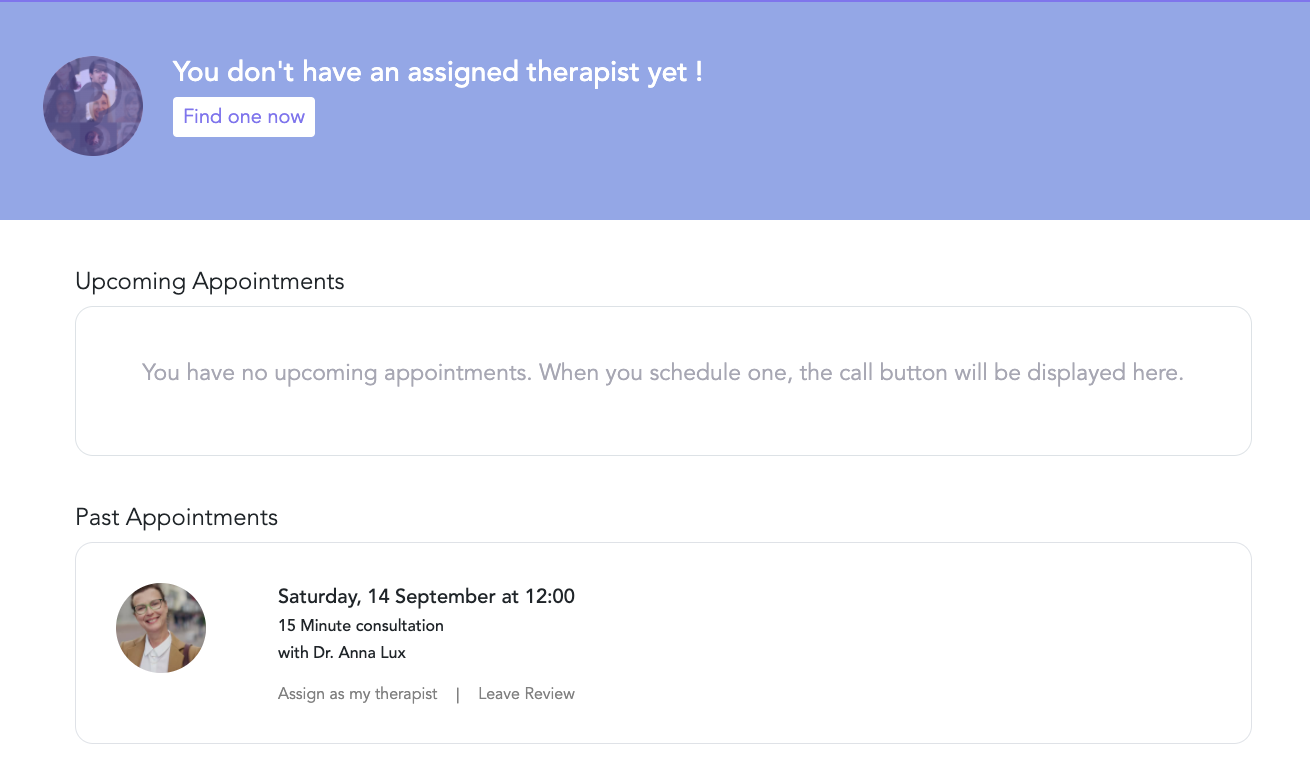 You don't have an assigned therapist yet !
Find one now
Upcoming Appointments
You have no upcoming appointments. When you schedule one, the call button will be displayed here.
Past Appointments
Saturday, 14 September at 12:00
15 Minute consultation
with Dr. Anna Lux
Assign as my therapist | Leave Review